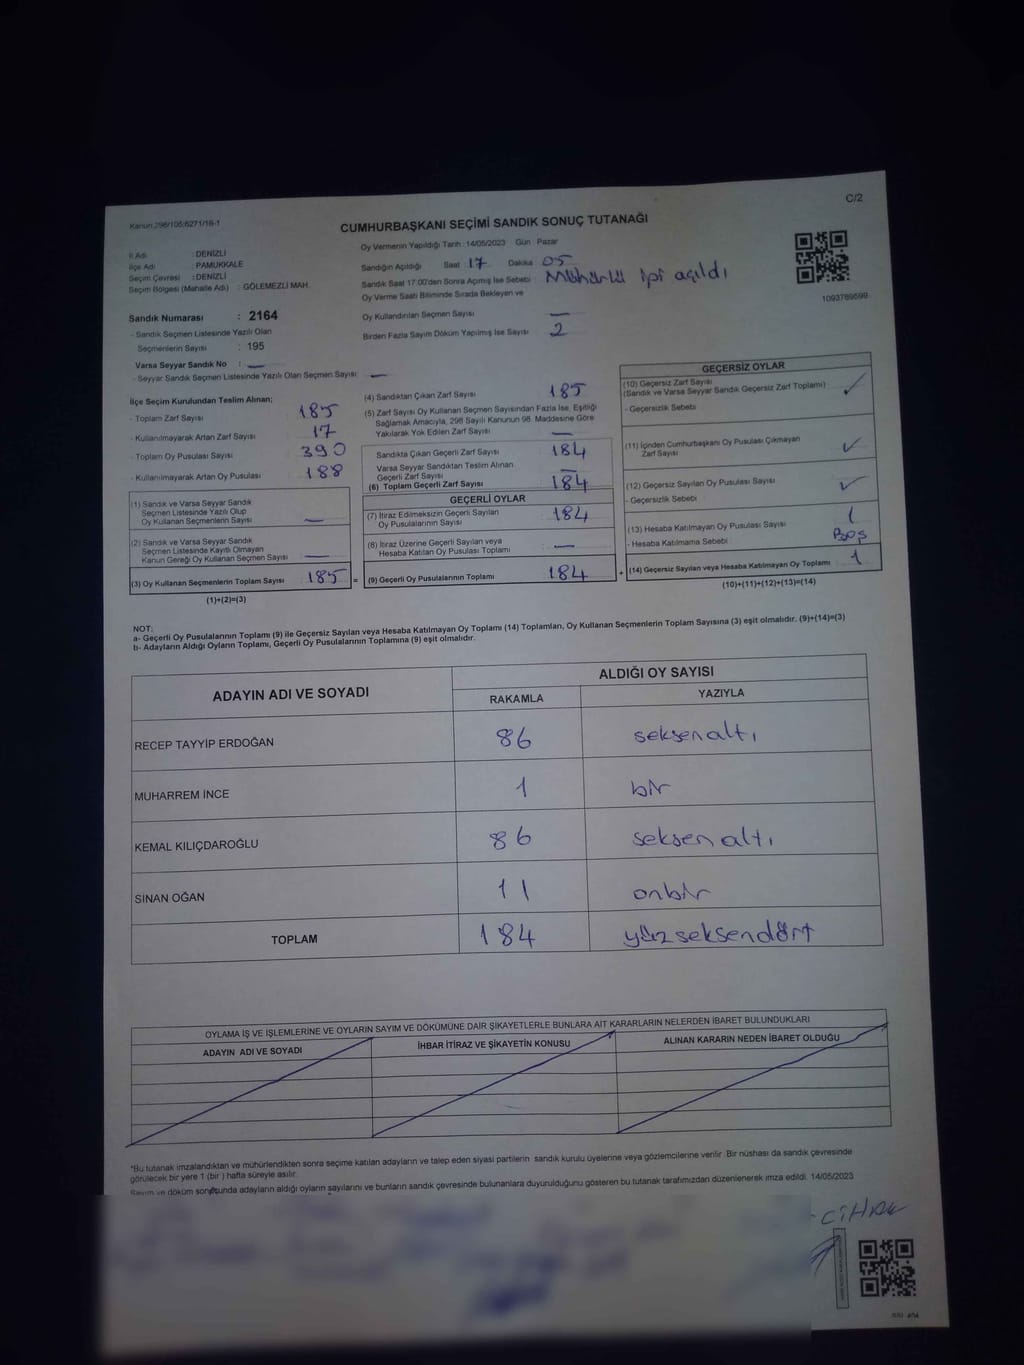 C/2
Kanun:298/105;6271/18-1
CUMHURBAŞKANI SEÇİMİ SANDIK SONUÇ TUTANAĞI
İl Adı : DENİZLİ
İlçe Adı : PAMUKKALE
Seçim Çevresi : DENİZLİ
Seçim Bölgesi (Mahalle Adı) : GÖLEMEZLİ MAH.
Sandık Numarası : 2164
- Sandık Seçmen Listesinde Yazılı Olan
Seçmenlerin Sayısı : 195
Varsa Seyyar Sandık No : —
- Seyyar Sandık Seçmen Listesinde Yazılı Olan Seçmen Sayısı: —
Oy Vermenin Yapıldığı Tarih :14/05/2023 Gün : Pazar
Sandığın Açıldığı Saat : 17 Dakika : 05
Sandık Saat 17:00'den Sonra Açılmış İse Sebebi : Mühürlü ipi açıldı
Oy Verme Saati Bitiminde Sırada Bekleyen ve
Oy Kullandırılan Seçmen Sayısı —
Birden Fazla Sayım Döküm Yapılmış İse Sayısı : 2
1093789599
İlçe Seçim Kurulundan Teslim Alınan;
- Toplam Zarf Sayısı 185
- Kullanılmayarak Artan Zarf Sayısı 17
- Toplam Oy Pusulası Sayısı 390
- Kullanılmayarak Artan Oy Pusulası 188
(1) Sandık ve Varsa Seyyar Sandık
Seçmen Listesinde Yazılı Olup
Oy Kullanan Seçmenlerin Sayısı —
(2) Sandık ve Varsa Seyyar Sandık
Seçmen Listesinde Kayıtlı Olmayan
Kanun Gereği Oy Kullanan Seçmen Sayısı —
(3) Oy Kullanan Seçmenlerin Toplam Sayısı 185 =
(1)+(2)=(3)
(4) Sandıktan Çıkan Zarf Sayısı 185
(5) Zarf Sayısı Oy Kullanan Seçmen Sayısından Fazla İse, Eşitliği
Sağlamak Amacıyla, 298 Sayılı Kanunun 98. Maddesine Göre
Yakılarak Yok Edilen Zarf Sayısı —
Sandıkta Çıkan Geçerli Zarf Sayısı 184
Varsa Seyyar Sandıktan Teslim Alınan
Geçerli Zarf Sayısı —
(6) Toplam Geçerli Zarf Sayısı 184
GEÇERLİ OYLAR
(7) İtiraz Edilmeksizin Geçerli Sayılan
Oy Pusulalarının Sayısı 184
(8) İtiraz Üzerine Geçerli Sayılan veya
Hesaba Katılan Oy Pusulası Toplamı —
(9) Geçerli Oy Pusulalarının Toplamı 184 +
GEÇERSİZ OYLAR
(10) Geçersiz Zarf Sayısı
(Sandık ve Varsa Seyyar Sandık Geçersiz Zarf Toplamı) ✓
- Geçersizlik Sebebi
(11) İçinden Cumhurbaşkanı Oy Pusulası Çıkmayan
Zarf Sayısı ✓
(12) Geçersiz Sayılan Oy Pusulası Sayısı ✓
- Geçersizlik Sebebi
(13) Hesaba Katılmayan Oy Pusulası Sayısı 1
- Hesaba Katılmama Sebebi Boş
(14) Geçersiz Sayılan veya Hesaba Katılmayan Oy Toplamı 1
(10)+(11)+(12)+(13)=(14)
NOT:
a- Geçerli Oy Pusulalarının Toplamı (9) ile Geçersiz Sayılan veya Hesaba Katılmayan Oy Toplamı (14) Toplamları, Oy Kullanan Seçmenlerin Toplam Sayısına (3) eşit olmalıdır. (9)+(14)=(3)
b- Adayların Aldığı Oyların Toplamı, Geçerli Oy Pusulalarının Toplamına (9) eşit olmalıdır.
ADAYIN ADI VE SOYADI ALDIĞI OY SAYISI
RAKAMLA YAZIYLA
RECEP TAYYİP ERDOĞAN 86 seksenaltı
MUHARREM İNCE 1 bir
KEMAL KILIÇDAROĞLU 86 seksenaltı
SİNAN OĞAN 11 onbir
TOPLAM 184 yüzseksendört
OYLAMA İŞ VE İŞLEMLERİNE VE OYLARIN SAYIM VE DÖKÜMÜNE DAİR ŞİKAYETLERLE BUNLARA AİT KARARLARIN NELERDEN İBARET BULUNDUKLARI
ADAYIN ADI VE SOYADI İHBAR İTİRAZ VE ŞİKAYETİN KONUSU ALINAN KARARIN NEDEN İBARET OLDUĞU
*Bu tutanak imzalandıktan ve mühürlendikten sonra seçime katılan adayların ve talep eden siyasi partilerin sandık kurulu üyelerine veya gözlemcilerine verilir. Bir nüshası da sandık çevresinde
görülecek bir yere 1 (bir ) hafta süreyle asılır.
Sayım ve döküm sonucunda adayların aldığı oyların sayılarını ve bunların sandık çevresinde bulunanlara duyurulduğunu gösteren bu tutanak tarafımızdan düzenlenerek imza edildi. 14/05/2023